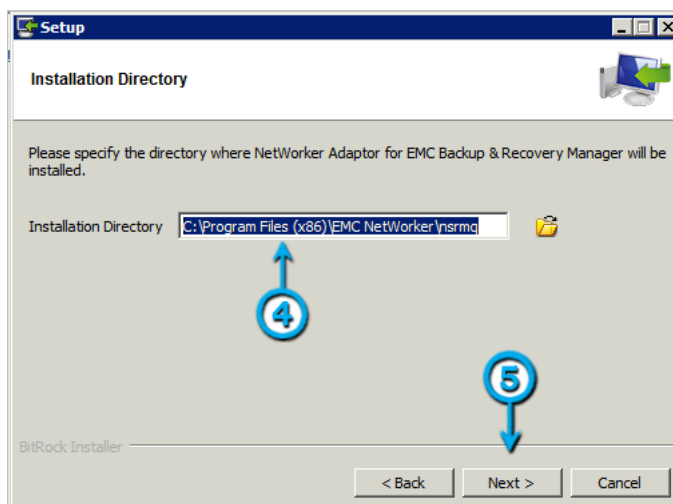 Setup
Installation Directory
Please specify the directory where NetWorker Adaptor for EMC Backup & Recovery Manager will be
installed.
Installation Directory C:\Program Files (x86)\EMC NetWorker\nsrmq
4
5
BitRock Installer
< Back Next > Cancel